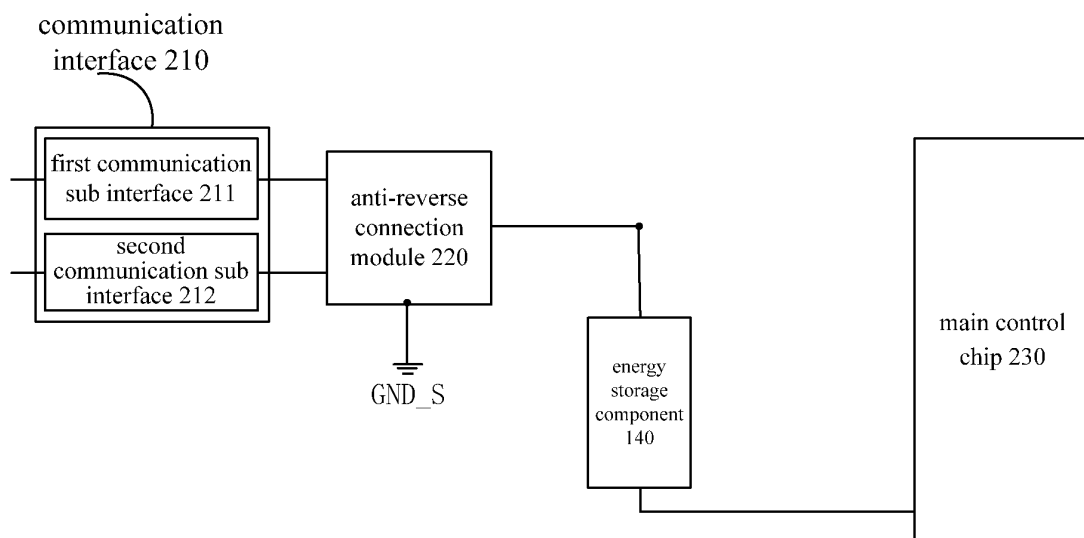 communication
interface 210
first communication
sub interface 211
second
communication sub
interface 212
anti-reverse
connection
module 220
GND_S
energy
storage
component
140
main control
chip 230